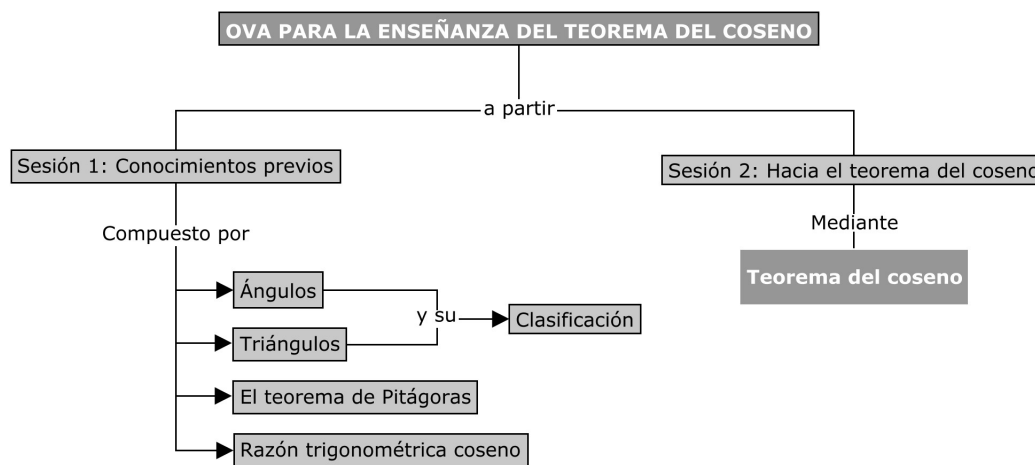 OVA PARA LA ENSEÑANZA DEL TEOREMA DEL COSENO
a partir
Sesión 1: Conocimientos previos
Sesión 2: Hacia el teorema del coseno
Compuesto por
Mediante
Teorema del coseno
Ángulos
y su
Clasificación
Triángulos
El teorema de Pitágoras
Razón trigonométrica coseno